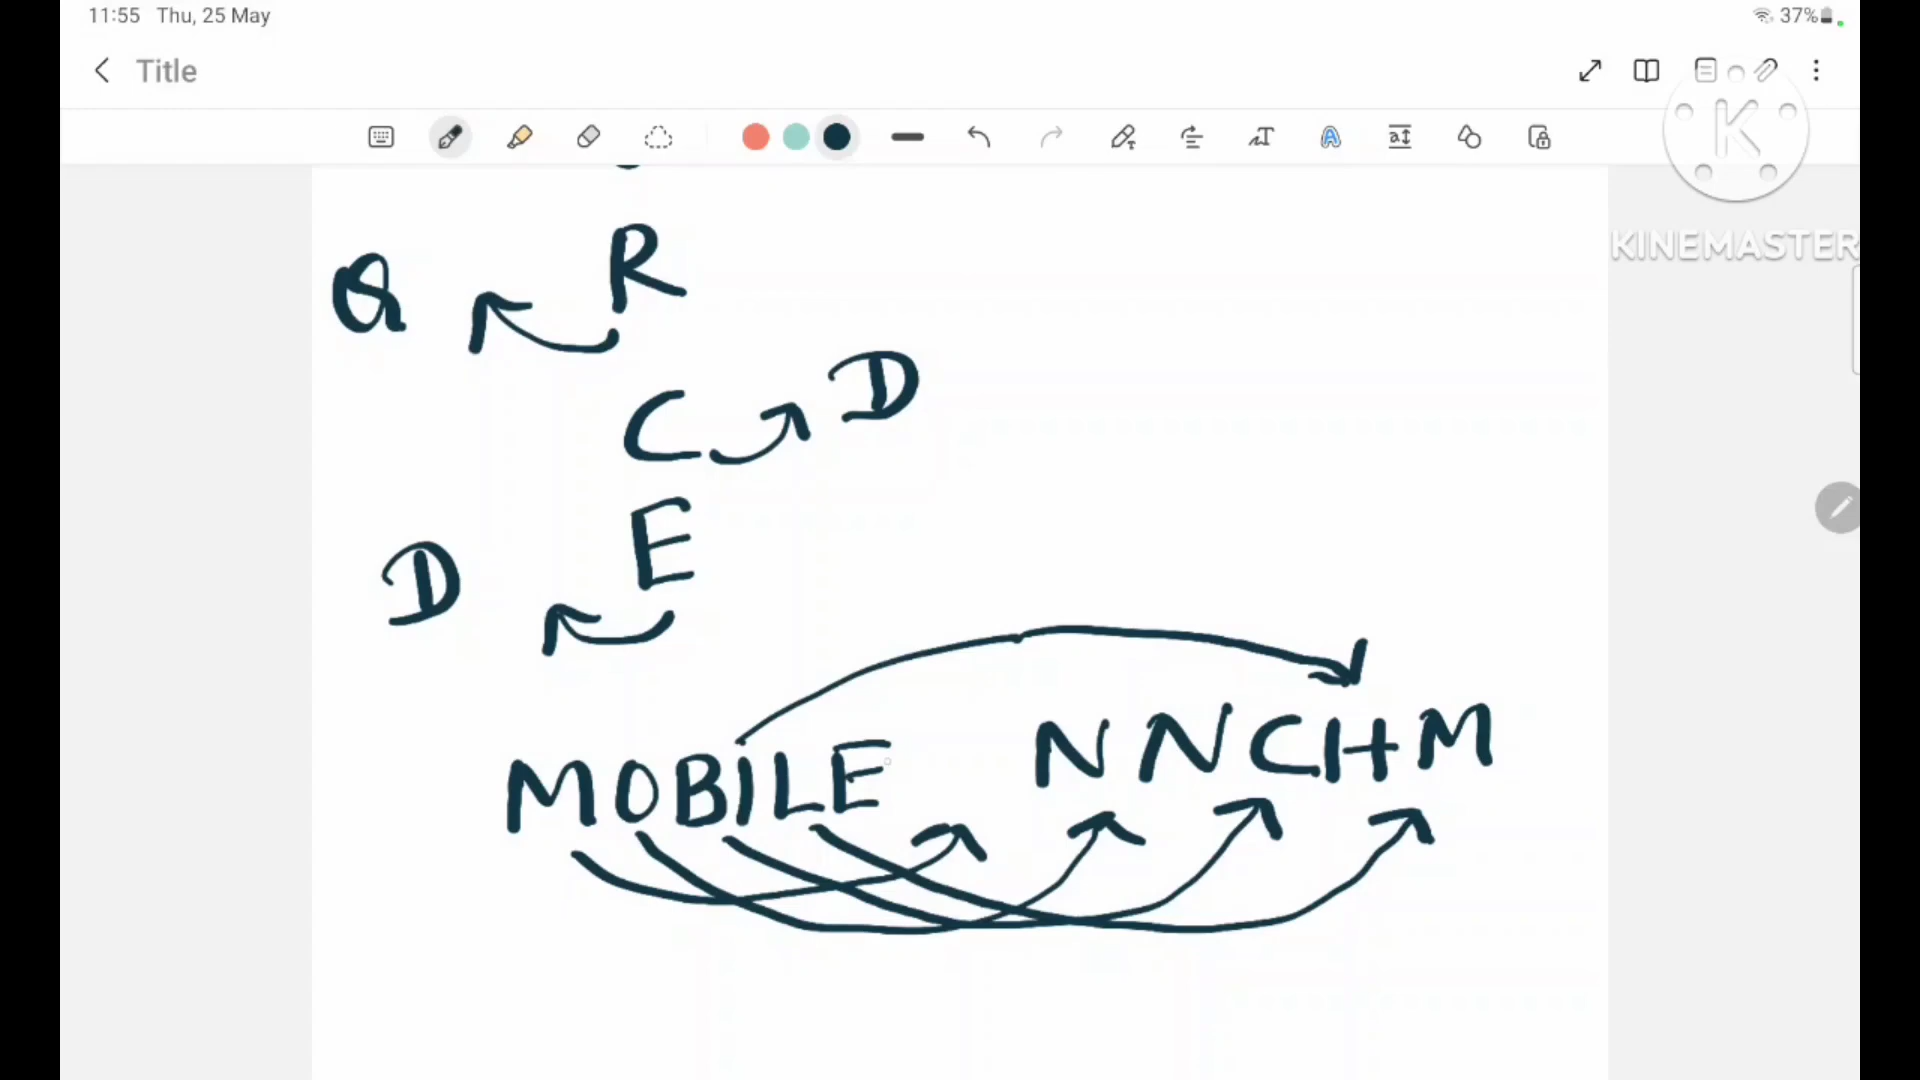 11:55 Thu, 25 May 37%
Title
K
KINEMASTER
R
Q
D
C
E
D
MOBILE NNCHM